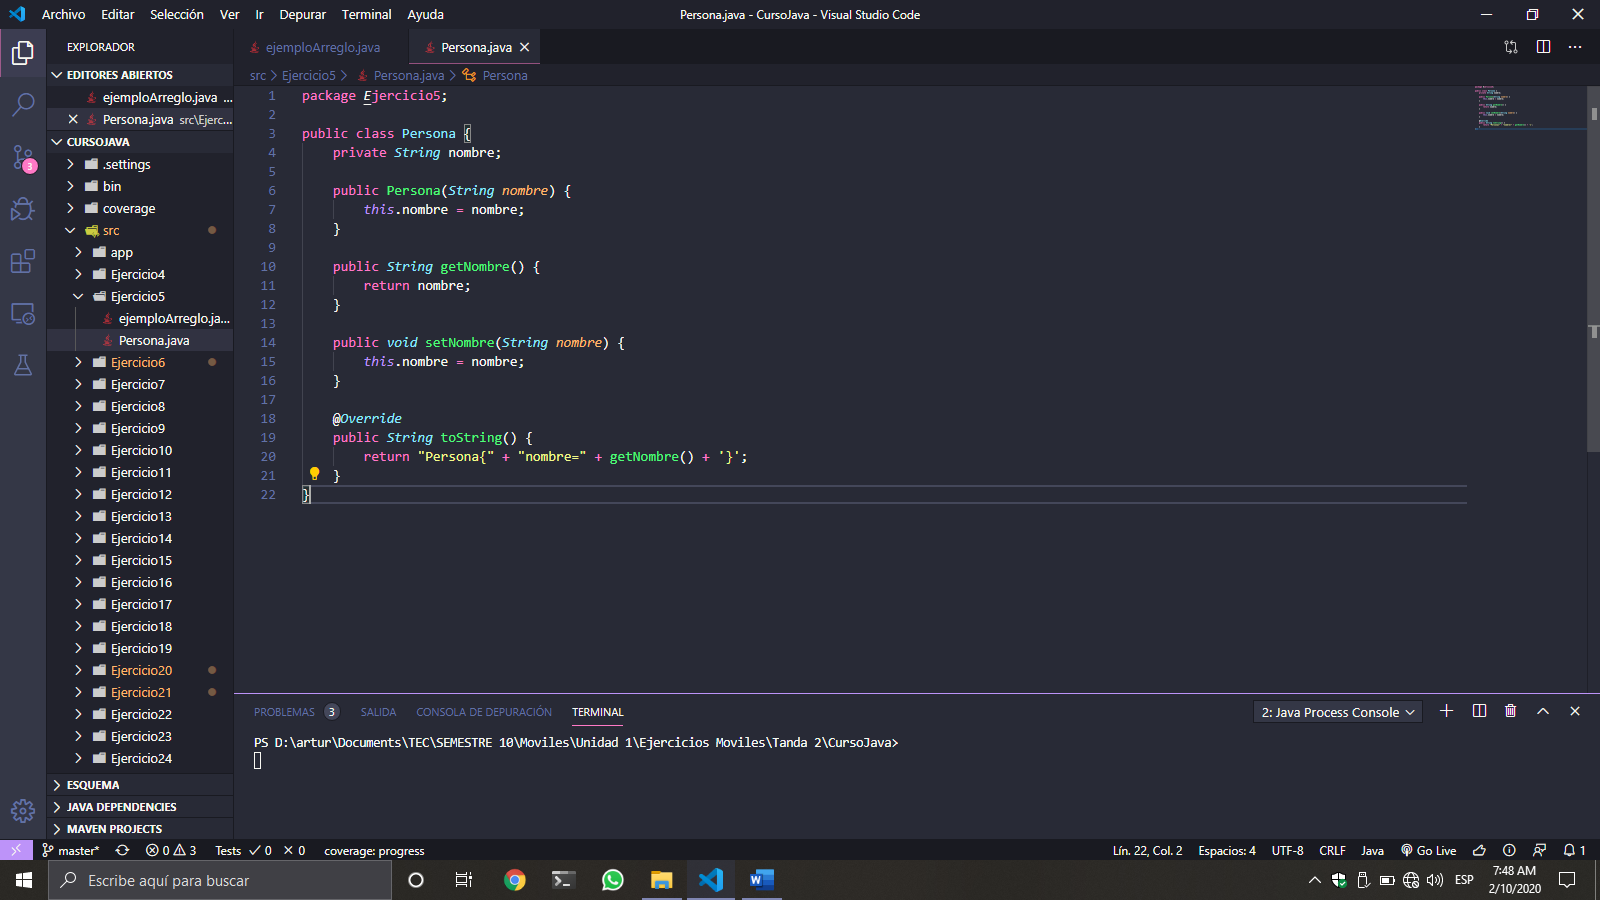 Archivo Editar Selección Ver Ir Depurar Terminal Ayuda
Persona.java - CursoJava - Visual Studio Code
EXPLORADOR
EDITORES ABIERTOS
ejemploArreglo.java ...
Persona.java src\Ejerc...
CURSOJAVA
.settings
bin
coverage
src
app
Ejercicio4
Ejercicio5
ejemploArreglo.ja...
Persona.java
Ejercicio6
Ejercicio7
Ejercicio8
Ejercicio9
Ejercicio10
Ejercicio11
Ejercicio12
Ejercicio13
Ejercicio14
Ejercicio15
Ejercicio16
Ejercicio17
Ejercicio18
Ejercicio19
Ejercicio20
Ejercicio21
Ejercicio22
Ejercicio23
Ejercicio24
ESQUEMA
JAVA DEPENDENCIES
MAVEN PROJECTS
3
ejemploArreglo.java Persona.java
src > Ejercicio5 > Persona.java > Persona
1 package Ejercicio5;
2
3 public class Persona {
4 private String nombre;
5
6 public Persona(String nombre) {
7 this.nombre = nombre;
8 }
9
10 public String getNombre() {
11 return nombre;
12 }
13
14 public void setNombre(String nombre) {
15 this.nombre = nombre;
16 }
17
18 @Override
19 public String toString() {
20 return "Persona{" + "nombre=" + getNombre() + '}';
21 }
22 }
PROBLEMAS 3 SALIDA CONSOLA DE DEPURACIÓN TERMINAL 2: Java Process Console
PS D:\artur\Documents\TEC\SEMESTRE 10\Moviles\Unidad 1\Ejercicios Moviles\Tanda 2\CursoJava>
master* 0 3 Tests 0 0 coverage: progress Lín. 22, Col. 2 Espacios: 4 UTF-8 CRLF Java Go Live 1
Escribe aquí para buscar
ESP
7:48 AM
2/10/2020